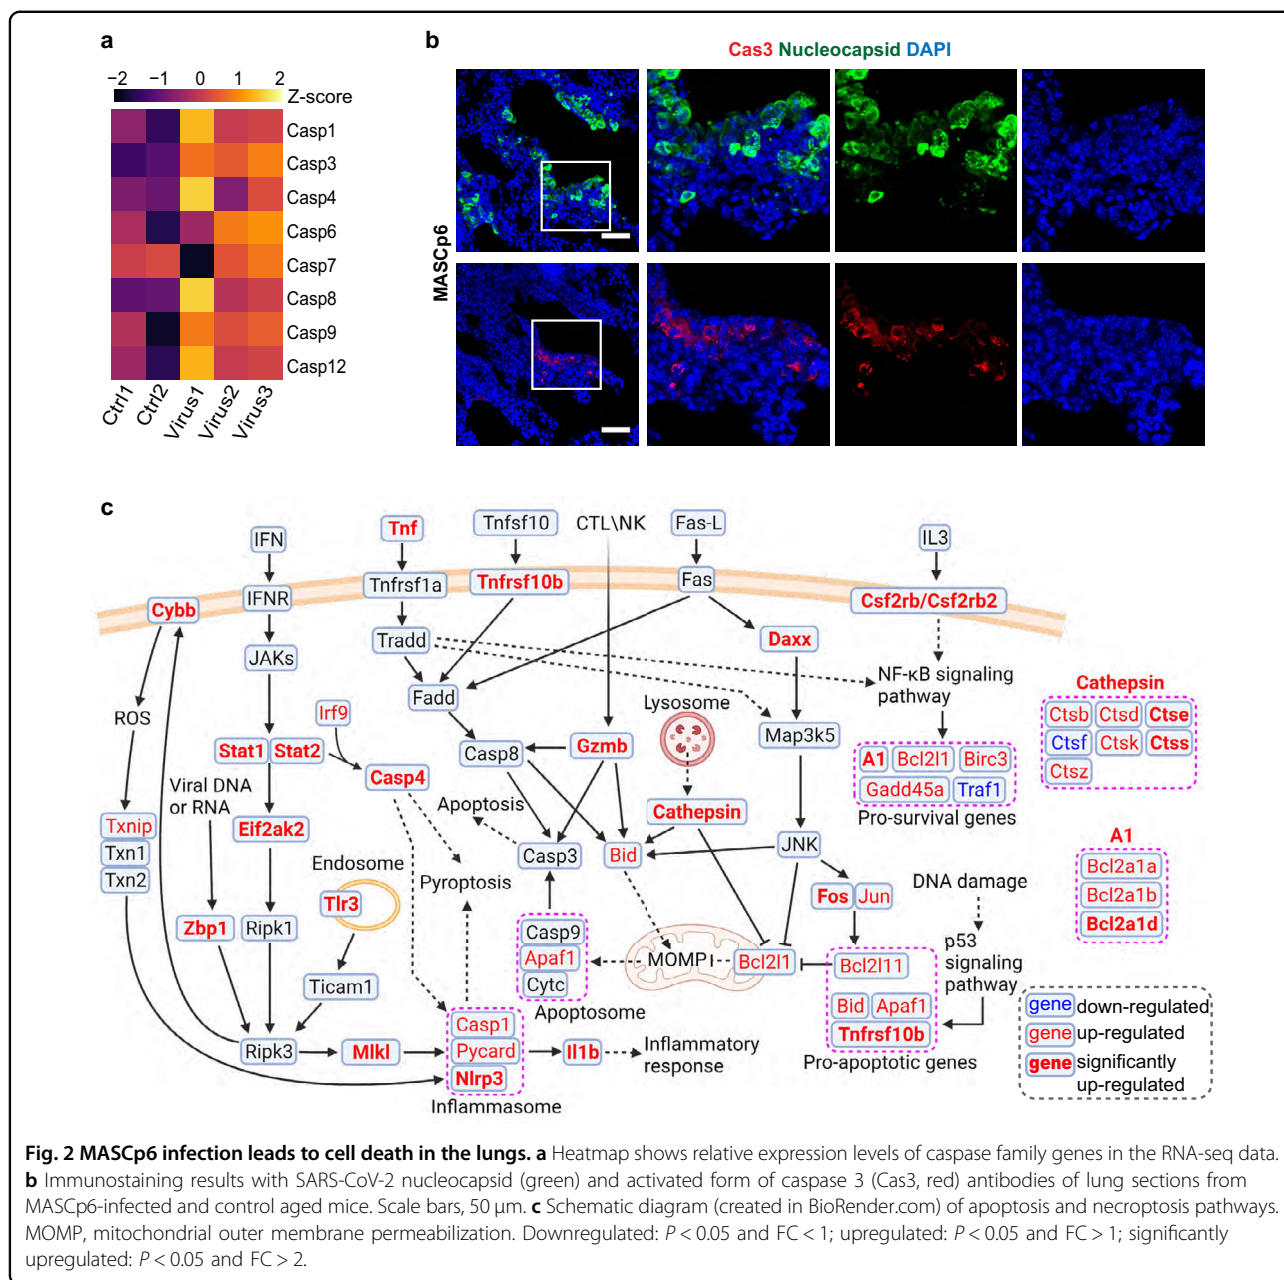 a
−2 −1 0 1 2
Z-score
Casp1
Casp3
Casp4
Casp6
Casp7
Casp8
Casp9
Casp12
Ctrl1 Ctrl2 Virus1 Virus2 Virus3
b
Cas3 Nucleocapsid DAPI
MASCp6
c
IFN
Tnf
Tnfsf10
CTL\NK
Fas-L
IL3
Cybb
IFNR
Tnfrsf1a
Tnfrsf10b
Fas
Csf2rb/Csf2rb2
JAKs
Tradd
Daxx
NF-κB signaling
pathway
Cathepsin
Ctsb Ctsd Ctse
Ctsf Ctsk Ctss
Ctsz
ROS
Irf9
Fadd
Lysosome
Map3k5
Stat1 Stat2
Casp8
Gzmb
Viral DNA
or RNA
Casp4
A1 Bcl2l1 Birc3
Gadd45a Traf1
Pro-survival genes
Apoptosis
Cathepsin
Txnip
Txn1
Txn2
Eif2ak2
Casp3
Bid
JNK
A1
Bcl2a1a
Bcl2a1b
Bcl2a1d
Endosome
Tlr3
Pyroptosis
Fos Jun
DNA damage
Zbp1
Ripk1
Casp9
Apaf1
Cytc
Apoptosome
MOMP
Bcl2l1
Bcl2l11
Bid Apaf1
Tnfrsf10b
Pro-apoptotic genes
p53
signaling
pathway
Ticam1
Ripk3
Mlkl
Casp1
Pycard
Nlrp3
Inflammasome
Il1b
Inflammatory
response
gene down-regulated
gene up-regulated
gene significantly
up-regulated
Fig. 2 MASCp6 infection leads to cell death in the lungs. a Heatmap shows relative expression levels of caspase family genes in the RNA-seq data.
b Immunostaining results with SARS-CoV-2 nucleocapsid (green) and activated form of caspase 3 (Cas3, red) antibodies of lung sections from
MASCp6-infected and control aged mice. Scale bars, 50 μm. c Schematic diagram (created in BioRender.com) of apoptosis and necroptosis pathways.
MOMP, mitochondrial outer membrane permeabilization. Downregulated: P < 0.05 and FC < 1; upregulated: P < 0.05 and FC > 1; significantly
upregulated: P < 0.05 and FC > 2.